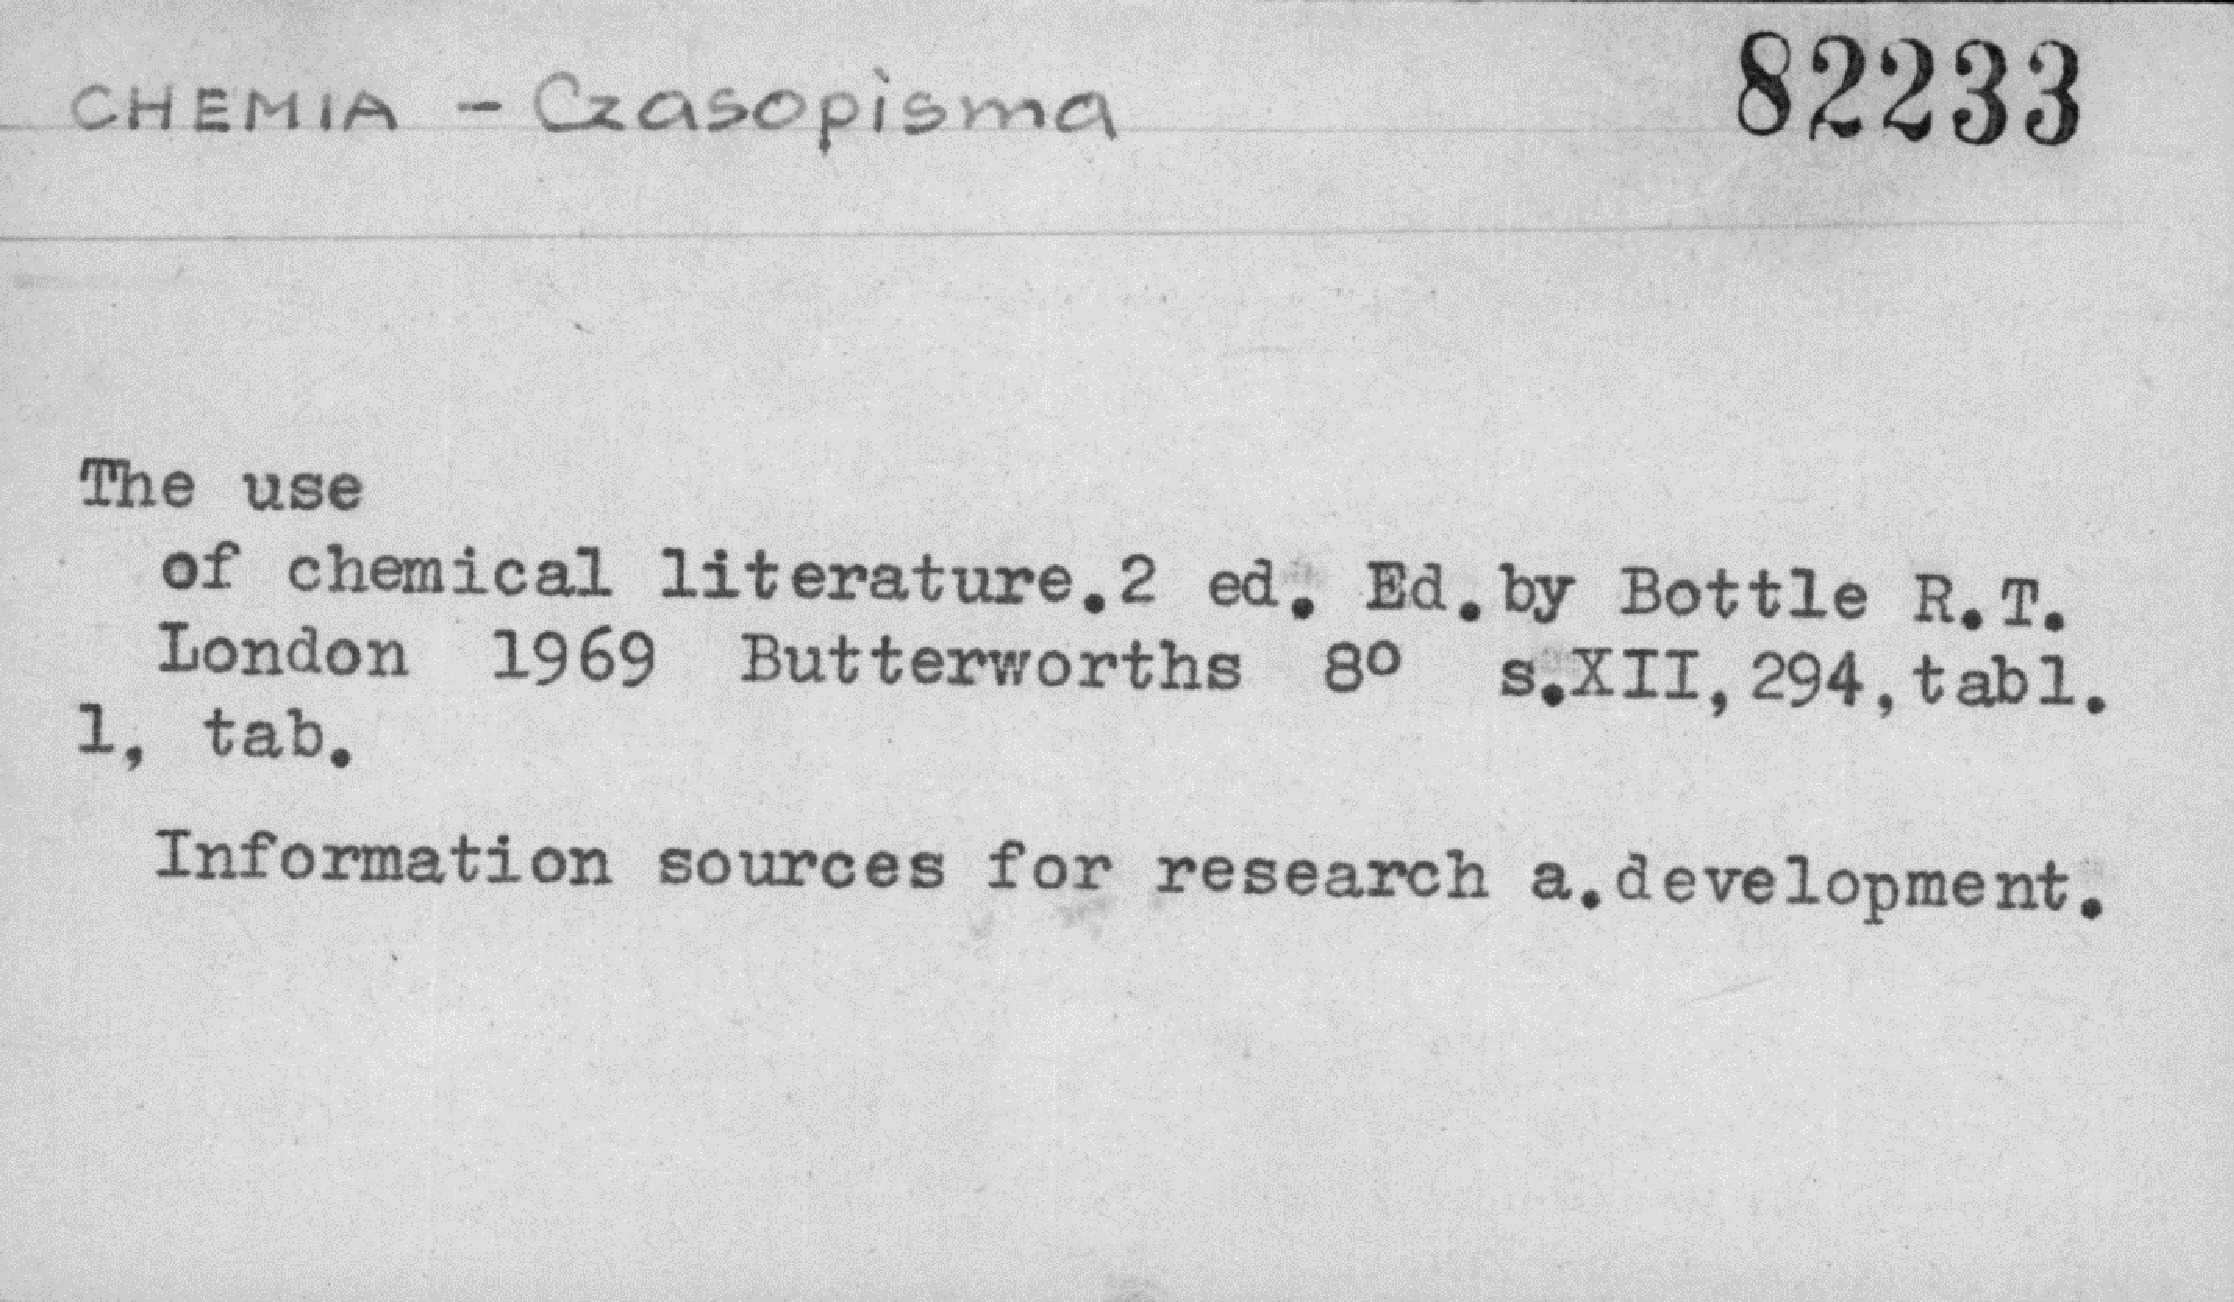 CHEMIA - Czasopisma 82233
The use
of chemical literature.2 ed. Ed.by Bottle R.T.
London 1969 Butterworths 8º s.XII,294,tabl.
1, tab.
Information sources for research a.development.